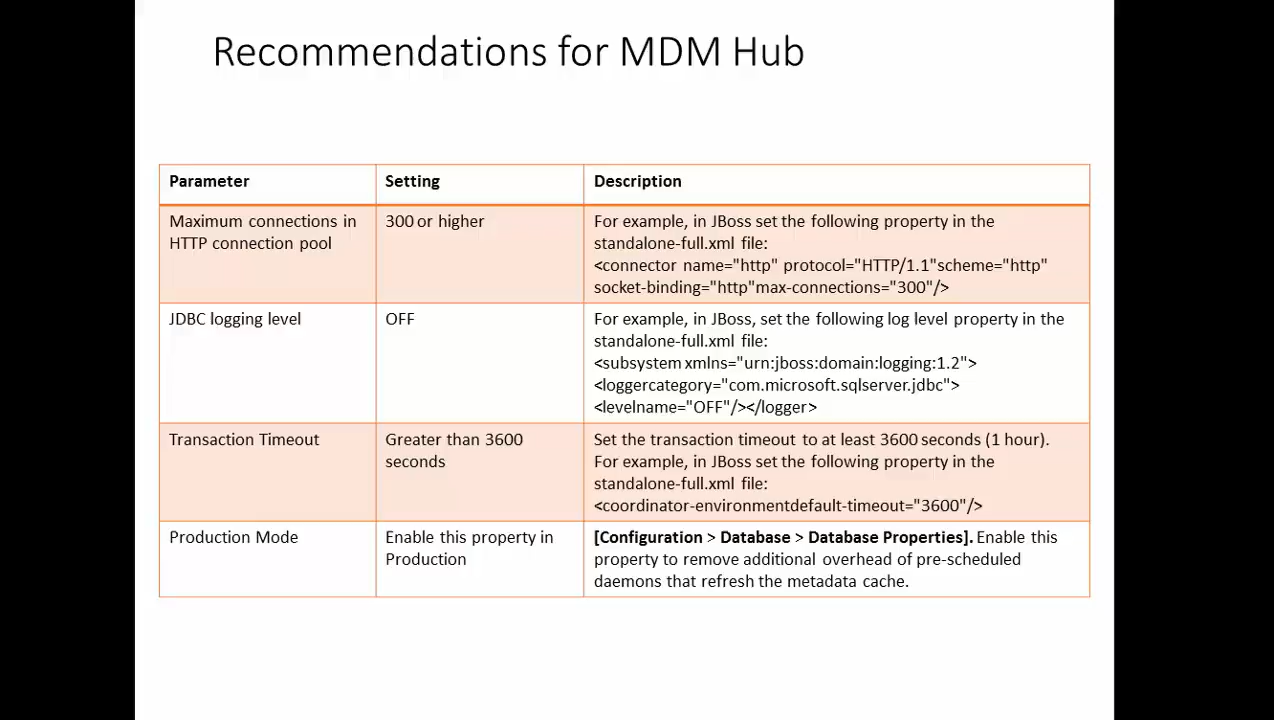 Recommendations for MDM Hub
Parameter
Setting
Description
Maximum connections in
HTTP connection pool
300 or higher
For example, in JBoss set the following property in the
standalone-full.xml file:
<connector name="http" protocol="HTTP/1.1"scheme="http"
socket-binding="http"max-connections="300"/>
JDBC logging level
OFF
For example, in JBoss, set the following log level property in the
standalone-full.xml file:
<subsystem xmlns="urn:jboss:domain:logging:1.2">
<loggercategory="com.microsoft.sqlserver.jdbc">
<levelname="OFF"/></logger>
Transaction Timeout
Greater than 3600
seconds
Set the transaction timeout to at least 3600 seconds (1 hour).
For example, in JBoss set the following property in the
standalone-full.xml file:
<coordinator-environmentdefault-timeout="3600"/>
Production Mode
Enable this property in
Production
[Configuration > Database > Database Properties]. Enable this
property to remove additional overhead of pre-scheduled
daemons that refresh the metadata cache.